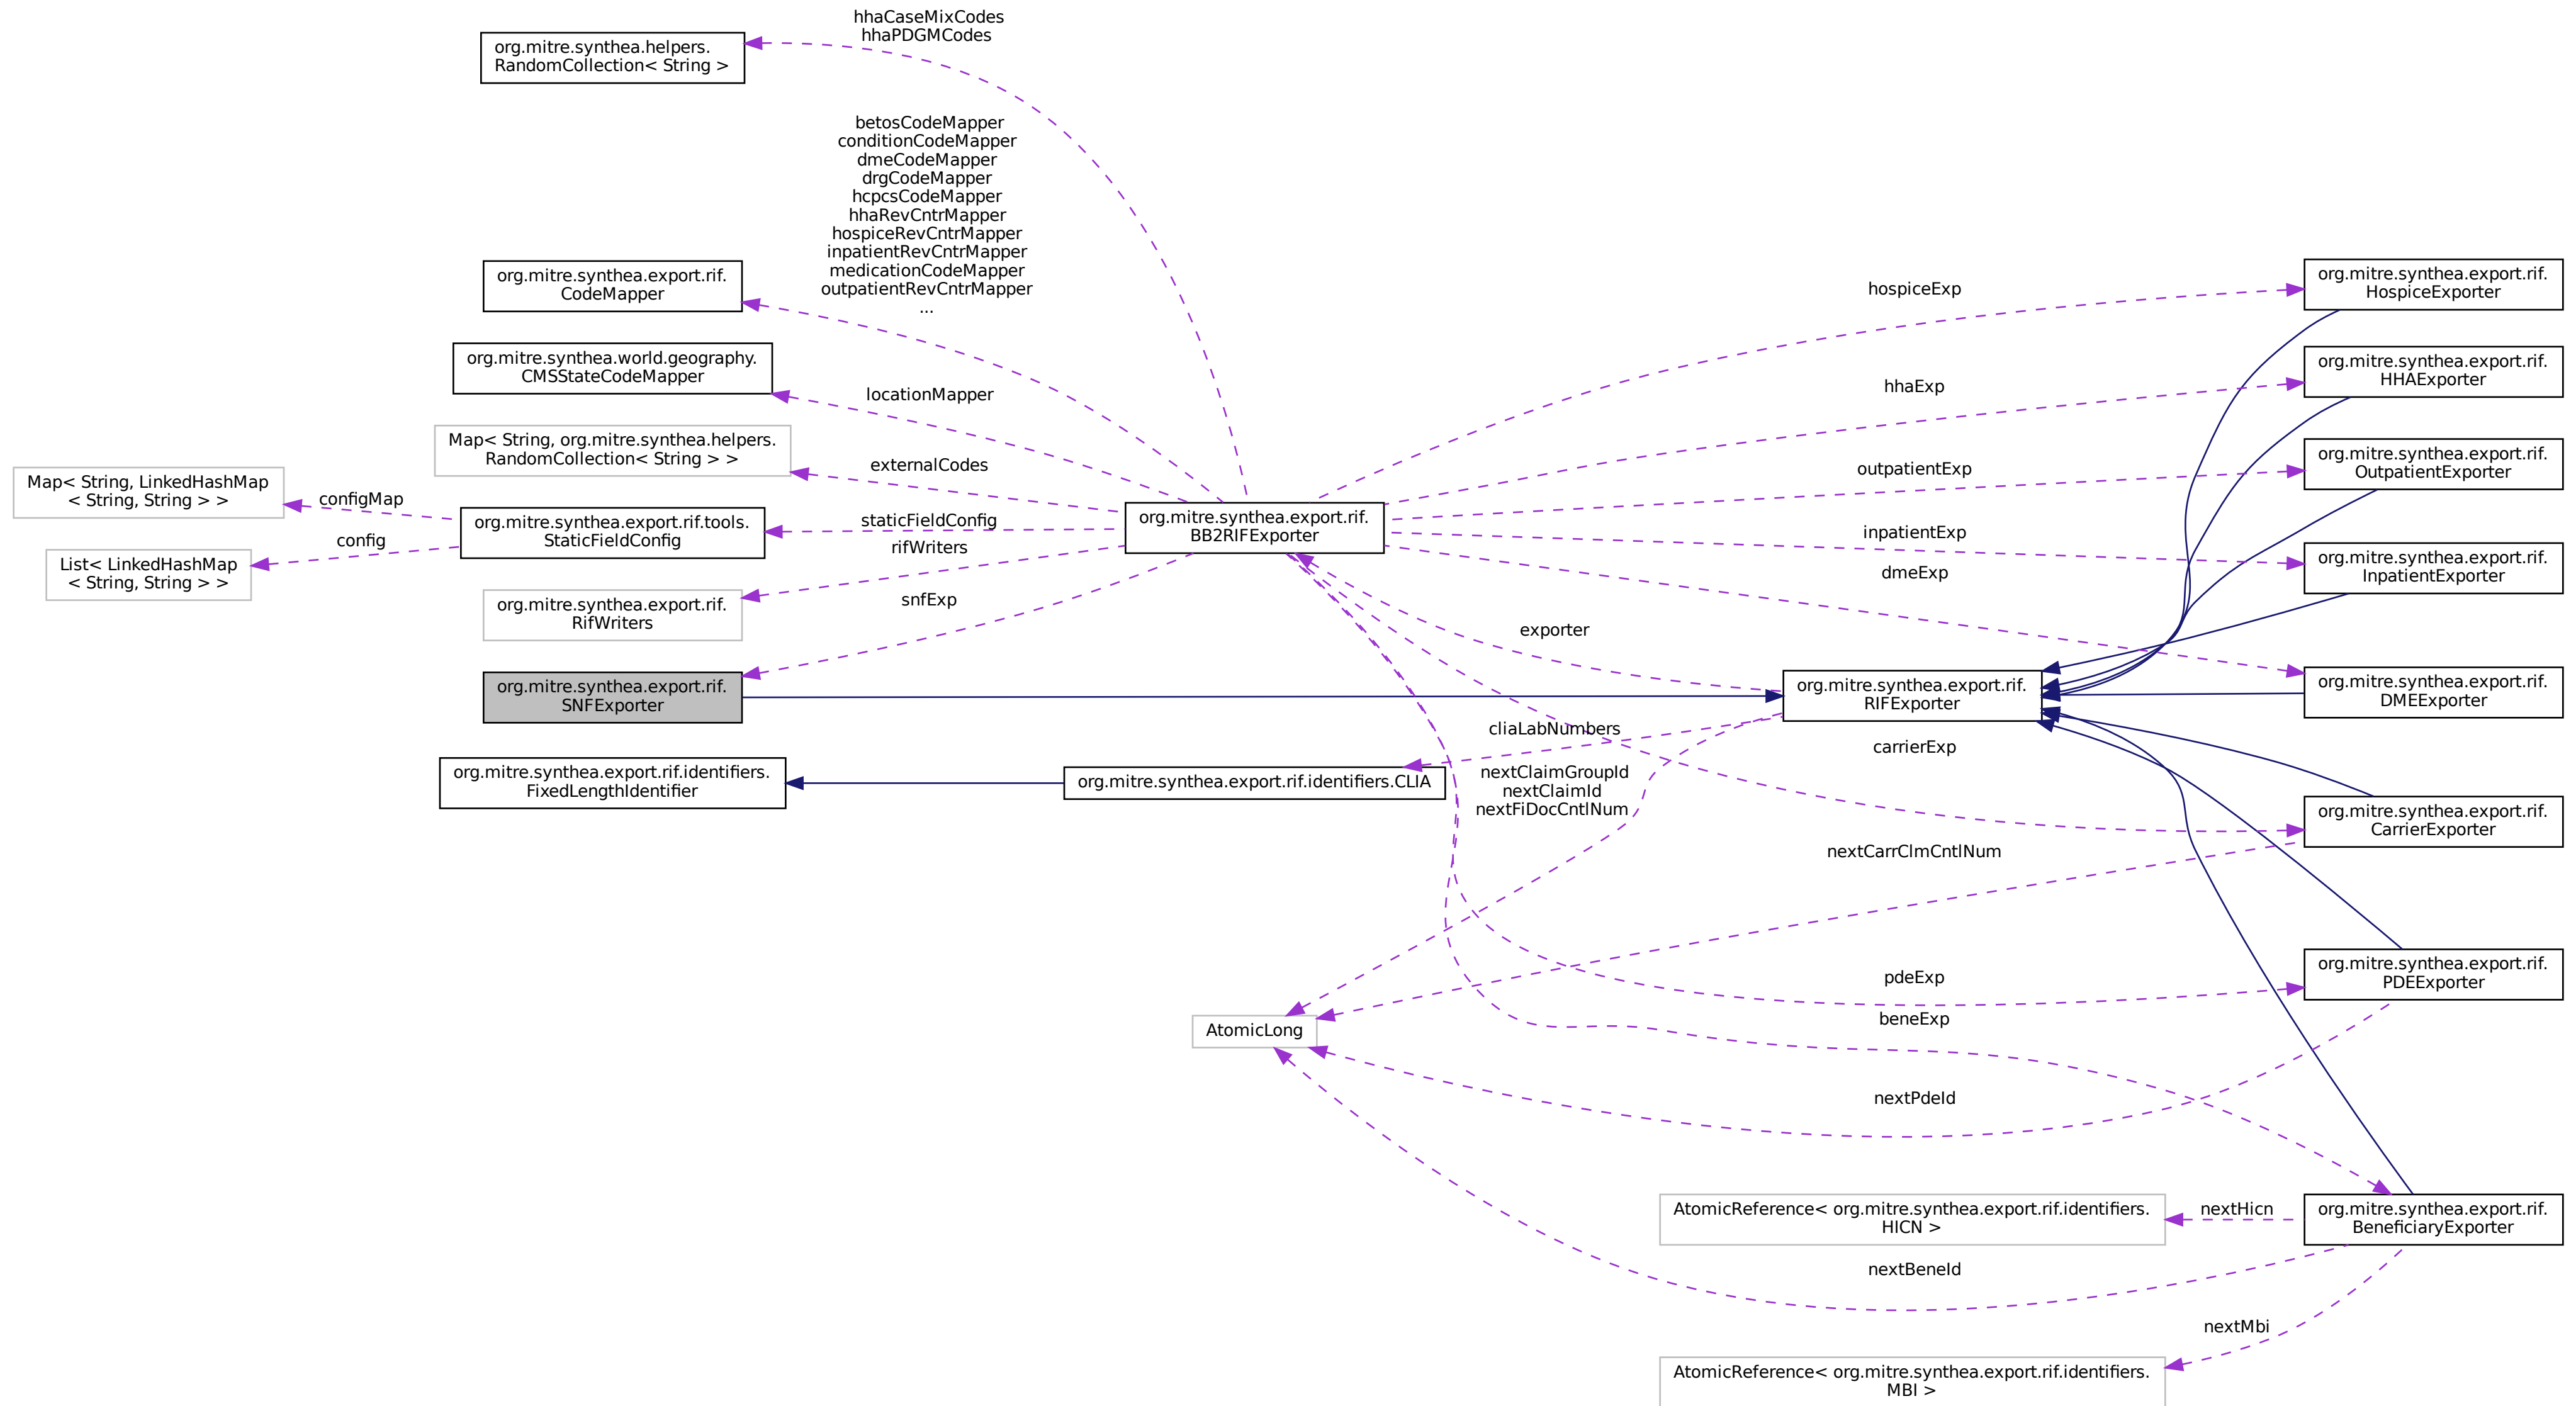 hhaCaseMixCodes
hhaPDGMCodes
org.mitre.synthea.helpers.
RandomCollection< String >
betosCodeMapper
conditionCodeMapper
dmeCodeMapper
drgCodeMapper
hcpcsCodeMapper
hhaRevCntrMapper
hospiceRevCntrMapper
inpatientRevCntrMapper
medicationCodeMapper
outpatientRevCntrMapper
...
org.mitre.synthea.export.rif.
CodeMapper
org.mitre.synthea.world.geography.
CMSStateCodeMapper
locationMapper
Map< String, org.mitre.synthea.helpers.
RandomCollection< String > >
externalCodes
Map< String, LinkedHashMap
< String, String > >
configMap
org.mitre.synthea.export.rif.tools.
StaticFieldConfig
staticFieldConfig
List< LinkedHashMap
< String, String > >
config
rifWriters
org.mitre.synthea.export.rif.
RifWriters
snfExp
org.mitre.synthea.export.rif.
SNFExporter
org.mitre.synthea.export.rif.identifiers.
FixedLengthIdentifier
org.mitre.synthea.export.rif.
BB2RIFExporter
org.mitre.synthea.export.rif.identifiers.CLIA
AtomicLong
exporter
cliaLabNumbers
nextClaimGroupId
nextClaimId
nextFiDocCntlNum
hospiceExp
hhaExp
outpatientExp
inpatientExp
dmeExp
org.mitre.synthea.export.rif.
RIFExporter
carrierExp
nextCarrClmCntlNum
pdeExp
beneExp
nextPdeId
org.mitre.synthea.export.rif.
HospiceExporter
org.mitre.synthea.export.rif.
HHAExporter
org.mitre.synthea.export.rif.
OutpatientExporter
org.mitre.synthea.export.rif.
InpatientExporter
org.mitre.synthea.export.rif.
DMEExporter
org.mitre.synthea.export.rif.
CarrierExporter
org.mitre.synthea.export.rif.
PDEExporter
AtomicReference< org.mitre.synthea.export.rif.identifiers.
HICN >
nextHicn
org.mitre.synthea.export.rif.
BeneficiaryExporter
nextBeneId
nextMbi
AtomicReference< org.mitre.synthea.export.rif.identifiers.
MBI >